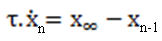 τ.ẋₙ = x∞ − xₙ₋₁